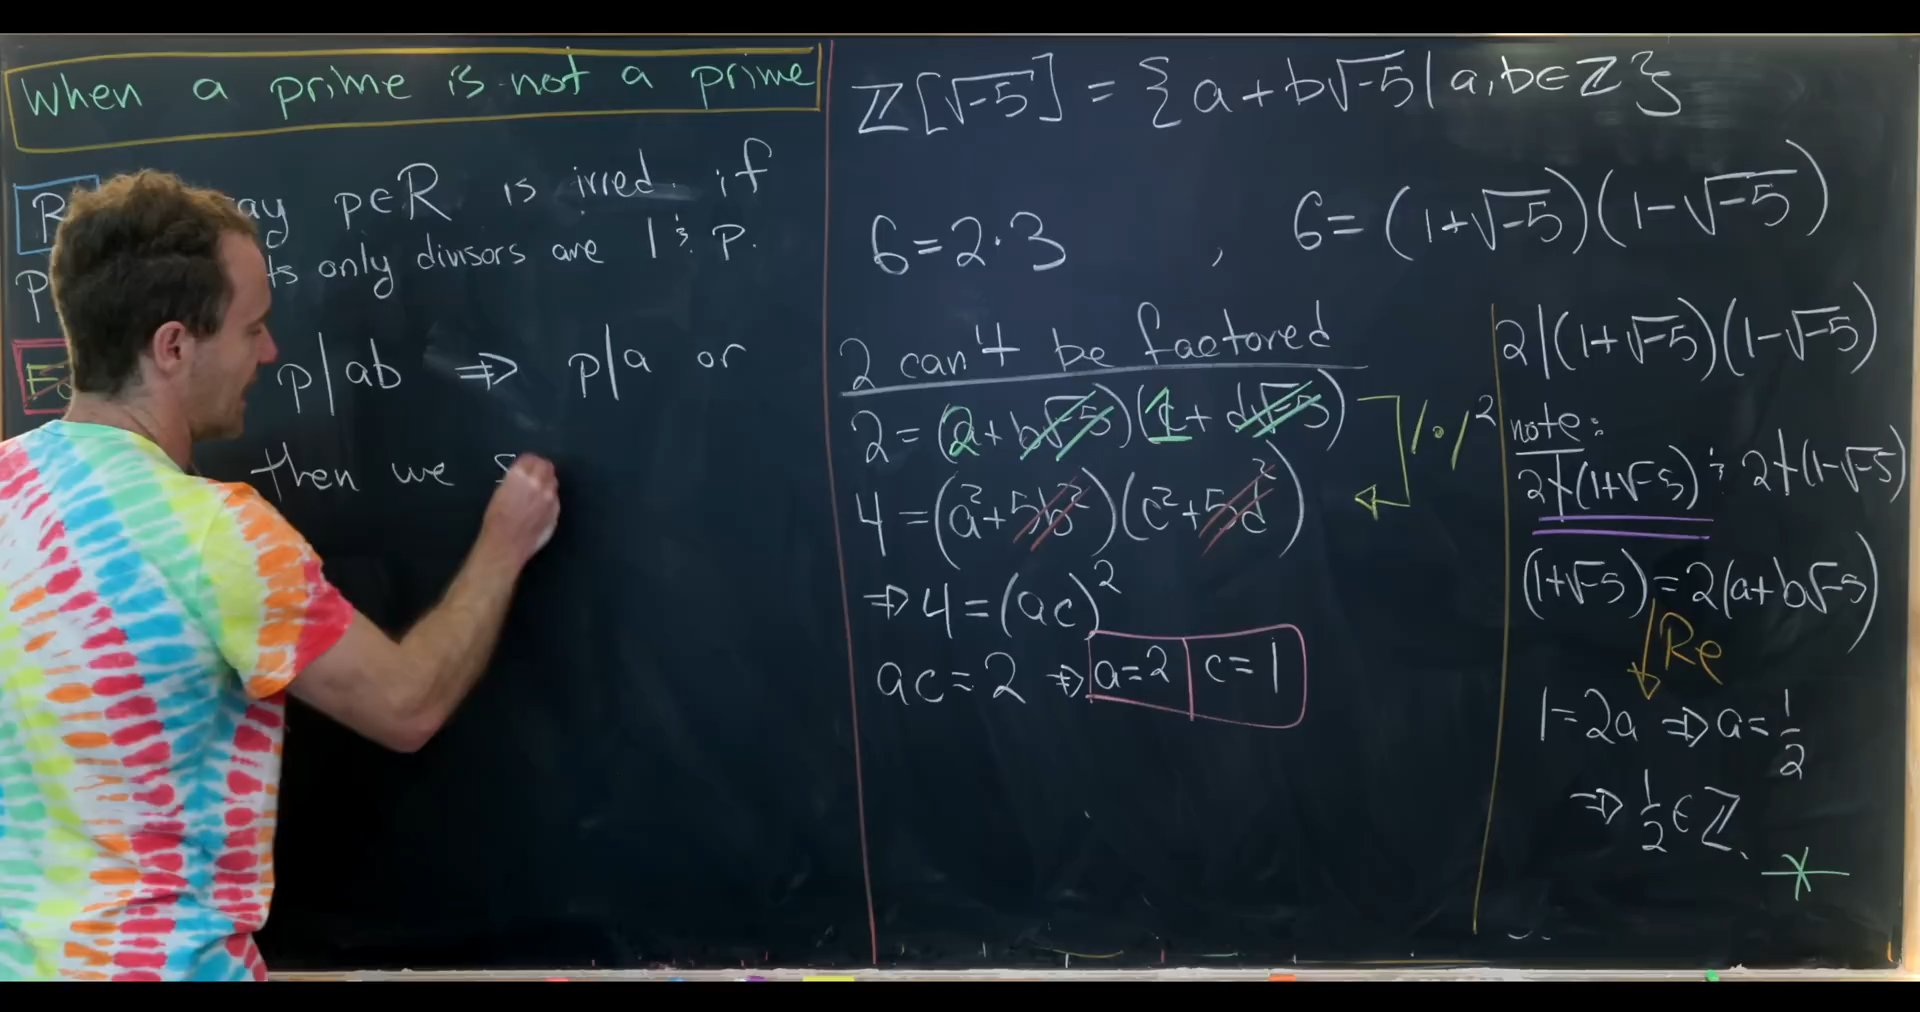 When a prime is not a prime
ay p∈R is irred. if
ts only divisors are 1 & p.
p|ab ⇒ p|a or
then we s
ℤ[√-5] = {a+b√-5 | a,b∈ℤ}
6=2·3 , 6=(1+√-5)(1-√-5)
2 can't be factored
2=(2+b√-5)(1+d√-5)
|·|²
4=(a²+5b²)(c²+5d²)
⇒4=(ac)²
ac=2 ⇒ a=2 | c=1
2|(1+√-5)(1-√-5)
note:
2∤(1+√-5) & 2∤(1-√-5)
(1+√-5)=2(a+b√-5)
Re
1=2a ⇒ a=1/2
⇒ 1/2∈ℤ.